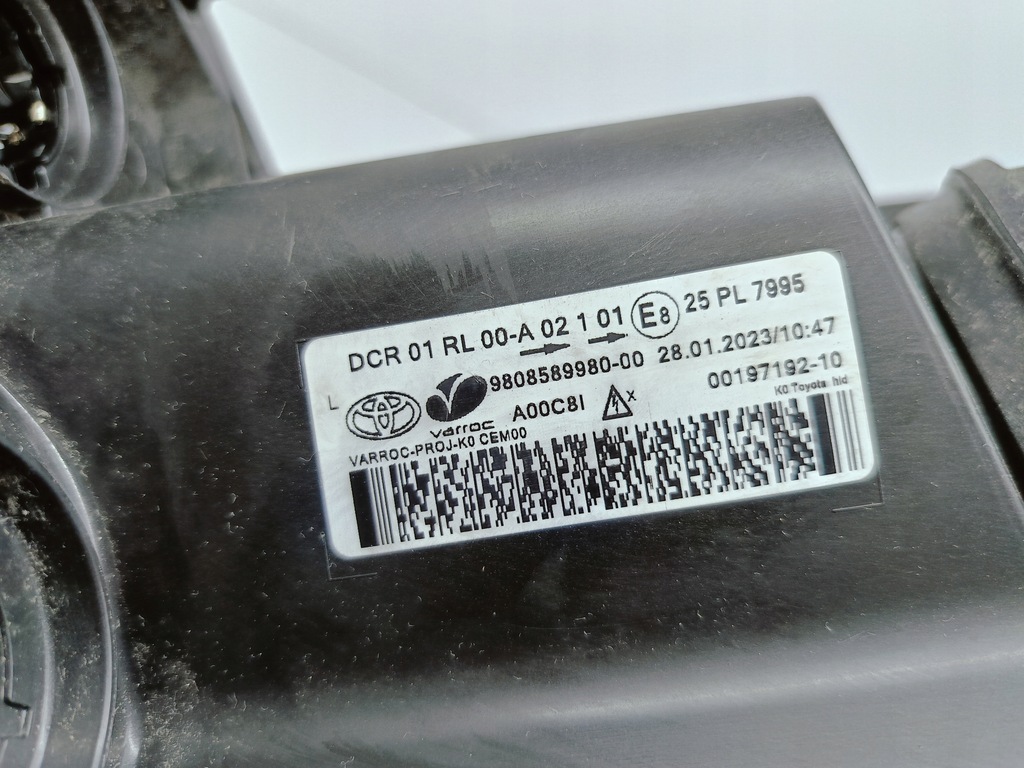 DCR 01 RL 00-A 02 1 01 E8 25 PL 7995
9808589980-00 28.01.2023/10:47
L
varroc A00C8I X 00197192-10
VARROC-PROJ-K0 CEM00 K0 Toyota hid